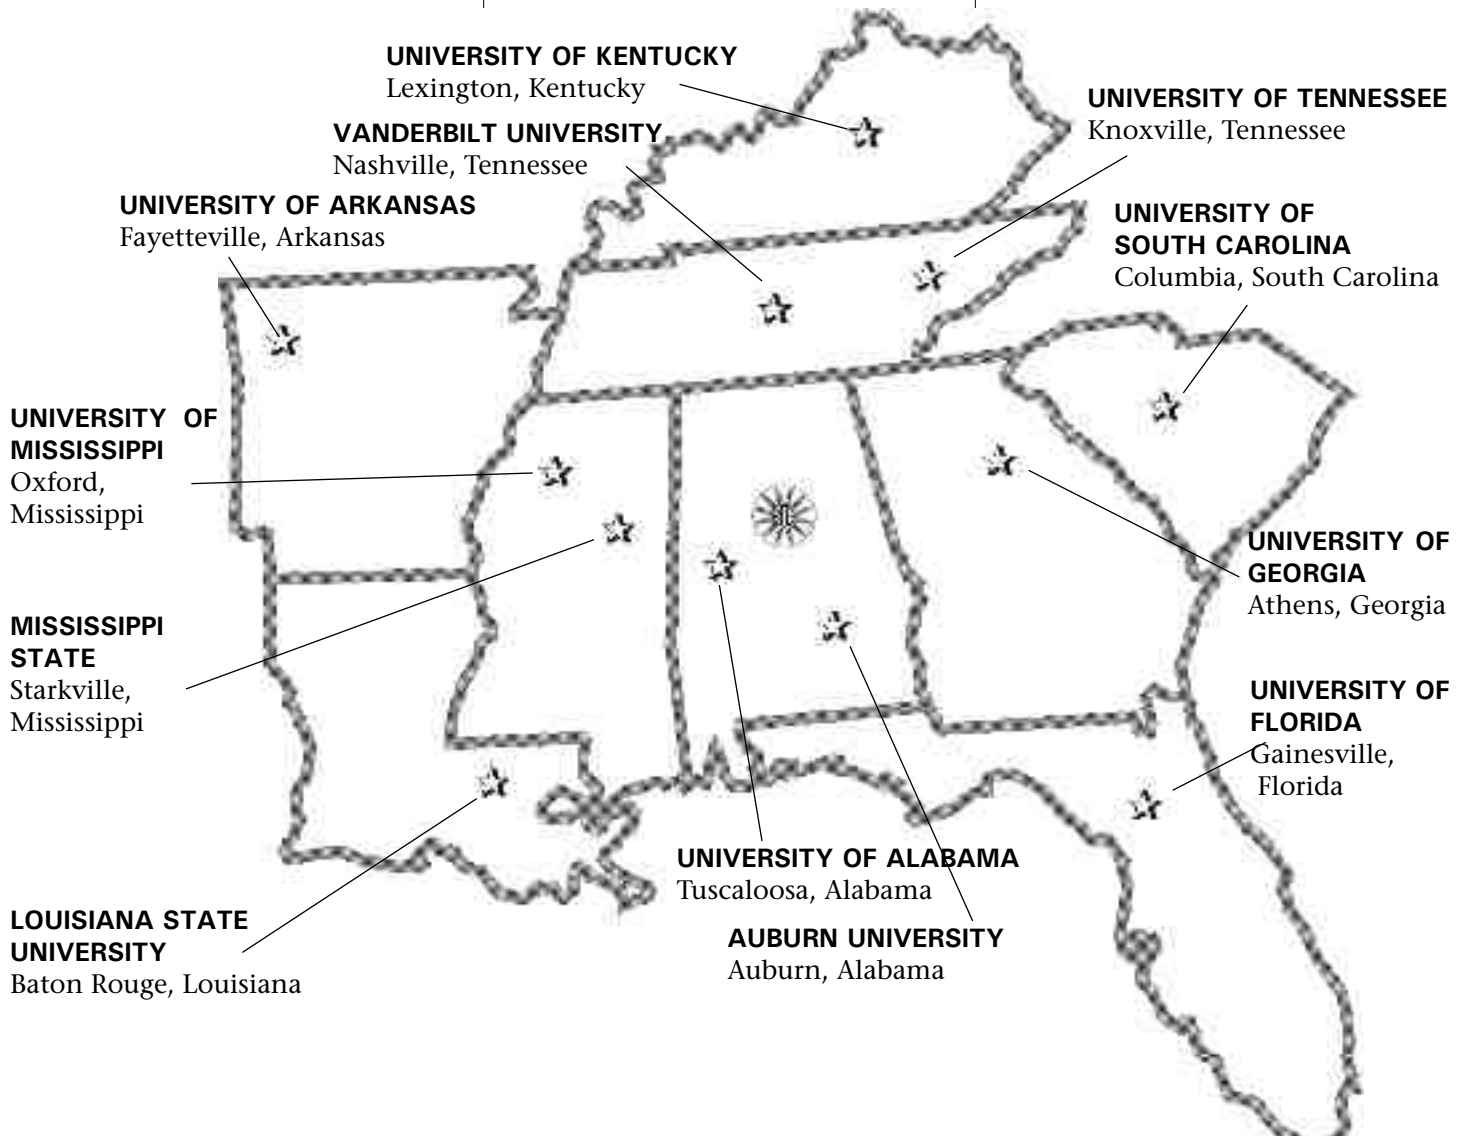 UNIVERSITY OF KENTUCKY
Lexington, Kentucky
UNIVERSITY OF TENNESSEE
Knoxville, Tennessee
VANDERBILT UNIVERSITY
Nashville, Tennessee
UNIVERSITY OF ARKANSAS
Fayetteville, Arkansas
UNIVERSITY OF
SOUTH CAROLINA
Columbia, South Carolina
UNIVERSITY OF
MISSISSIPPI
Oxford,
Mississippi
UNIVERSITY OF
GEORGIA
Athens, Georgia
MISSISSIPPI
STATE
Starkville,
Mississippi
UNIVERSITY OF
FLORIDA
Gainesville,
Florida
UNIVERSITY OF ALABAMA
Tuscaloosa, Alabama
LOUISIANA STATE
UNIVERSITY
Baton Rouge, Louisiana
AUBURN UNIVERSITY
Auburn, Alabama